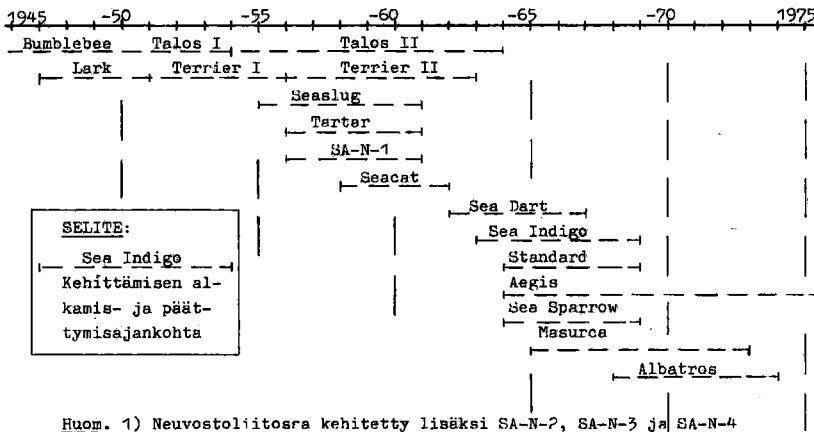 1945 -50 -55 -60 -65 -70 1975
Bumblebee Talos I Talos II
Lark Terrier I Terrier II
Seaslug
Tartar
SA-N-1
Seacat
Sea Dart
SELITE:
Sea Indigo
Sea Indigo
Standard
Kehittämisen al-
Aegis
kamis- ja päät-
Sea Sparrow
tymisajankohta
Masurca
Albatros
Huom. 1) Neuvostoliitosra kehitetty lisäksi SA-N-2, SA-N-3 ja SA-N-4